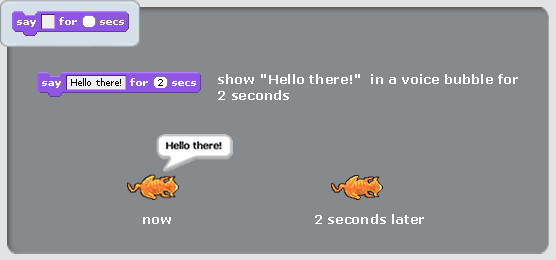 say for secs
say Hello there! for 2 secs
show "Hello there!" in a voice bubble for
2 seconds
Hello there!
now
2 seconds later